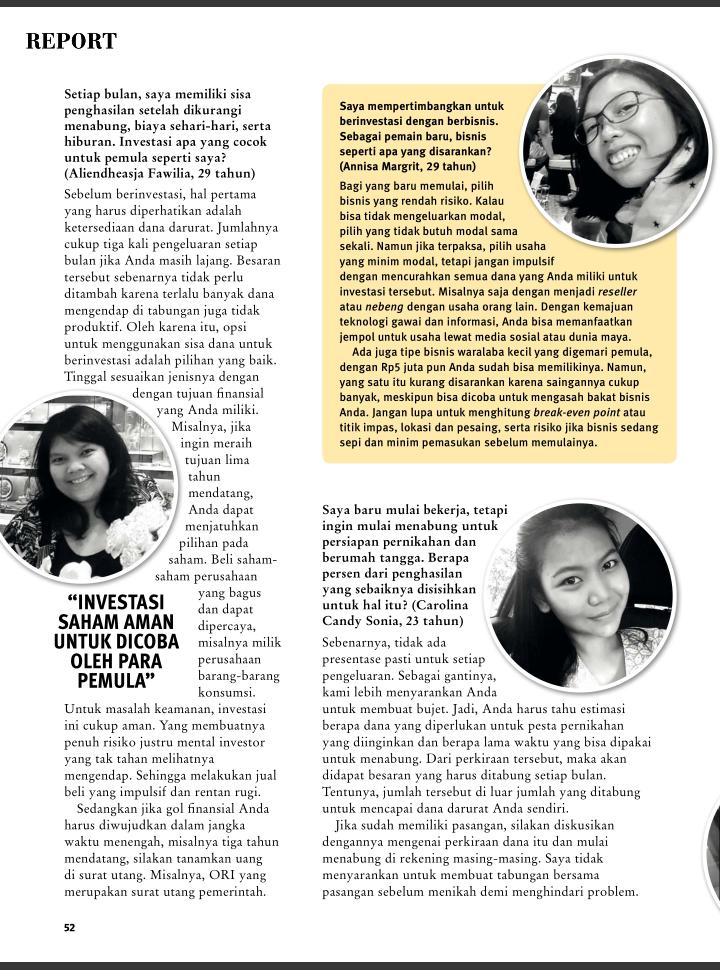 REPORT
Setiap bulan, saya memiliki sisa
penghasilan setelah dikurangi
menabung, biaya sehari-hari, serta
hiburan. Investasi apa yang cocok
untuk pemula seperti saya?
(Aliendheasja Fawilia, 29 tahun)
Sebelum berinvestasi, hal pertama
yang harus diperhatikan adalah
ketersediaan dana darurat. Jumlahnya
cukup tiga kali pengeluaran setiap
bulan jika Anda masih lajang. Besaran
tersebut sebenarnya tidak perlu
ditambah karena terlalu banyak dana
mengendap di tabungan juga tidak
produktif. Oleh karena itu, opsi
untuk menggunakan sisa dana untuk
berinvestasi adalah pilihan yang baik.
Tinggal sesuaikan jenisnya dengan
dengan tujuan finansial
yang Anda miliki.
Misalnya, jika
ingin meraih
tujuan lima
tahun
mendatang,
Anda dapat
menjatuhkan
pilihan pada
saham. Beli saham-
saham perusahaan
yang bagus
dan dapat
dipercaya,
misalnya milik
perusahaan
barang-barang
konsumsi.
Untuk masalah keamanan, investasi
ini cukup aman. Yang membuatnya
penuh risiko justru mental investor
yang tak tahan melihatnya
mengendap. Sehingga melakukan jual
beli yang impulsif dan rentan rugi.
Sedangkan jika gol finansial Anda
harus diwujudkan dalam jangka
waktu menengah, misalnya tiga tahun
mendatang, silakan tanamkan uang
di surat utang. Misalnya, ORI yang
merupakan surat utang pemerintah.
“INVESTASI
SAHAM AMAN
UNTUK DICOBA
OLEH PARA
PEMULA”
Saya mempertimbangkan untuk
berinvestasi dengan berbisnis.
Sebagai pemain baru, bisnis
seperti apa yang disarankan?
(Annisa Margrit, 29 tahun)
Bagi yang baru memulai, pilih
bisnis yang rendah risiko. Kalau
bisa tidak mengeluarkan modal,
pilih yang tidak butuh modal sama
sekali. Namun jika terpaksa, pilih usaha
yang minim modal, tetapi jangan impulsif
dengan mencurahkan semua dana yang Anda miliki untuk
investasi tersebut. Misalnya saja dengan menjadi reseller
atau nebeng dengan usaha orang lain. Dengan kemajuan
teknologi gawai dan informasi, Anda bisa memanfaatkan
jempol untuk usaha lewat media sosial atau dunia maya.
Ada juga tipe bisnis waralaba kecil yang digemari pemula,
dengan Rp5 juta pun Anda sudah bisa memilikinya. Namun,
yang satu itu kurang disarankan karena saingannya cukup
banyak, meskipun bisa dicoba untuk mengasah bakat bisnis
Anda. Jangan lupa untuk menghitung break-even point atau
titik impas, lokasi dan pesaing, serta risiko jika bisnis sedang
sepi dan minim pemasukan sebelum memulainya.
Saya baru mulai bekerja, tetapi
ingin mulai menabung untuk
persiapan pernikahan dan
berumah tangga. Berapa
persen dari penghasilan
yang sebaiknya disisihkan
untuk hal itu? (Carolina
Candy Sonia, 23 tahun)
Sebenarnya, tidak ada
presentase pasti untuk setiap
pengeluaran. Sebagai gantinya,
kami lebih menyarankan Anda
untuk membuat bujet. Jadi, Anda harus tahu estimasi
berapa dana yang diperlukan untuk pesta pernikahan
yang diinginkan dan berapa lama waktu yang bisa dipakai
untuk menabung. Dari perkiraan tersebut, maka akan
didapat besaran yang harus ditabung setiap bulan.
Tentunya, jumlah tersebut di luar jumlah yang ditabung
untuk mencapai dana darurat Anda sendiri.
Jika sudah memiliki pasangan, silakan diskusikan
dengannya mengenai perkiraan dana itu dan mulai
menabung di rekening masing-masing. Saya tidak
menyarankan untuk membuat tabungan bersama
pasangan sebelum menikah demi menghindari problem.
52